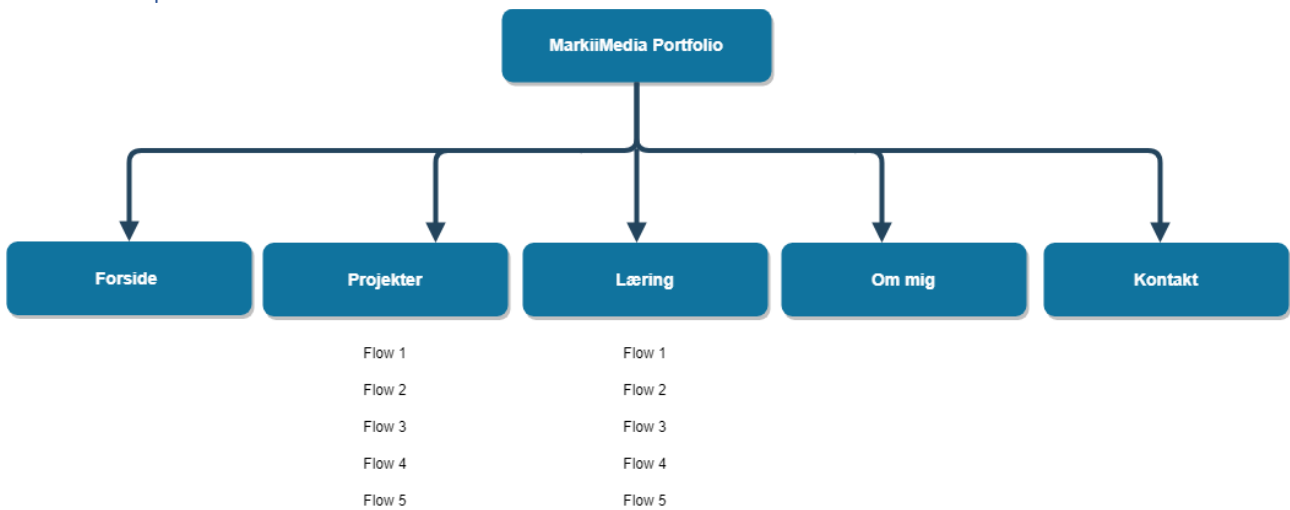 MarkiiMedia Portfolio
Forside
Projekter
Læring
Om mig
Kontakt
Flow 1
Flow 2
Flow 3
Flow 4
Flow 5
Flow 1
Flow 2
Flow 3
Flow 4
Flow 5